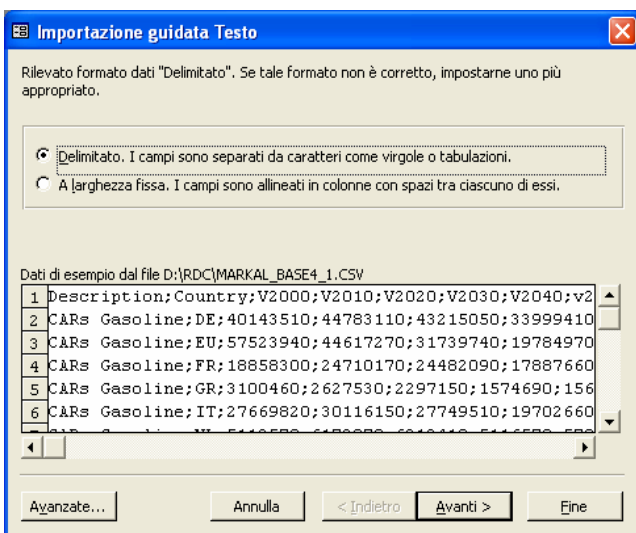 Importazione guidata Testo
Rilevato formato dati "Delimitato". Se tale formato non è corretto, impostarne uno più
appropriato.
Delimitato. I campi sono separati da caratteri come virgole o tabulazioni.
A larghezza fissa. I campi sono allineati in colonne con spazi tra ciascuno di essi.
Dati di esempio dal file D:\RDC\MARKAL_BASE4_1.CSV
1 Description;Country;V2000;V2010;V2020;V2030;V2040;v2
2 CARs Gasoline;DE;40143510;44783110;43215050;33999410
3 CARs Gasoline;EU;57523940;44617270;31739740;19784970
4 CARs Gasoline;FR;18858300;24710170;24482090;17887660
5 CARs Gasoline;GR;3100460;2627530;2297150;1574690;156
6 CARs Gasoline;IT;27669820;30116150;27749510;19702660
Avanzate... Annulla < Indietro Avanti > Fine